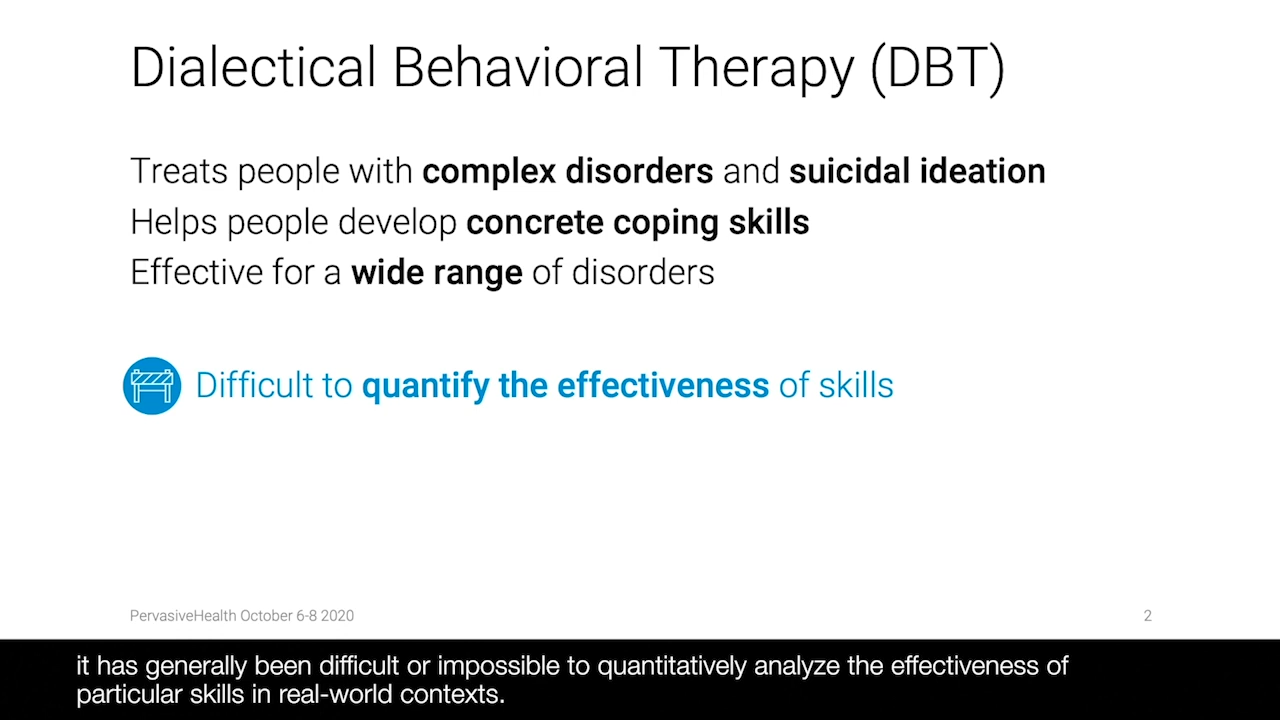 Dialectical Behavioral Therapy (DBT)
Treats people with complex disorders and suicidal ideation
Helps people develop concrete coping skills
Effective for a wide range of disorders
Difficult to quantify the effectiveness of skills
PervasiveHealth October 6-8 2020
2
it has generally been difficult or impossible to quantitatively analyze the effectiveness of
particular skills in real-world contexts.